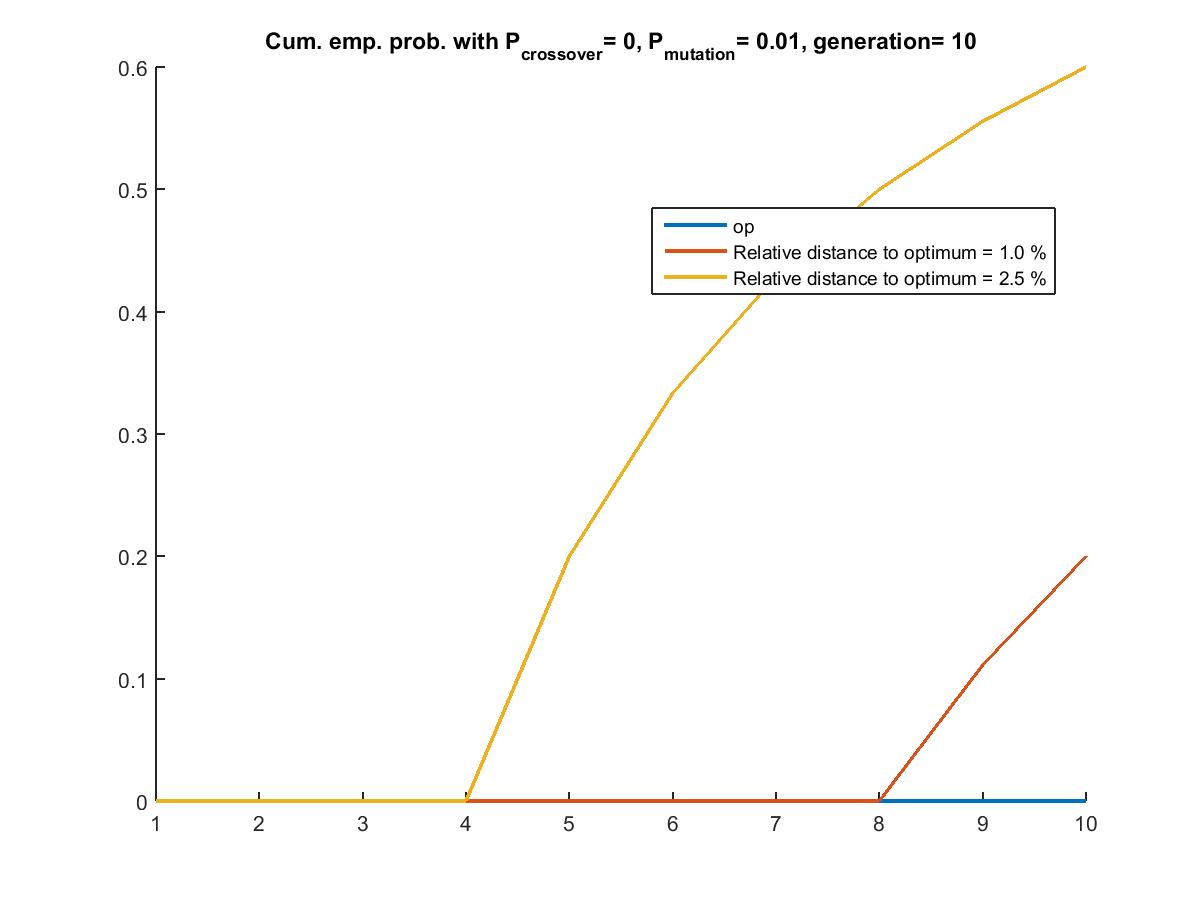 Cum. emp. prob. with Pcrossover= 0, Pmutation= 0.01, generation= 10
0.6
0.5
op
Relative distance to optimum = 1.0 %
Relative distance to optimum = 2.5 %
0.4
0.3
0.2
0.1
0
1 2 3 4 5 6 7 8 9 10